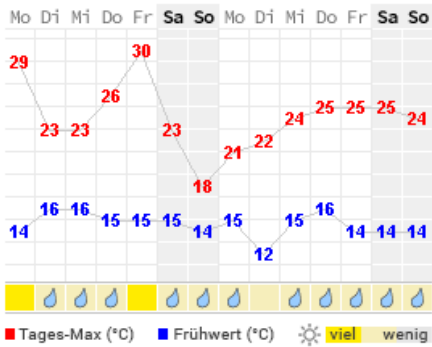 Mo Di Mi Do Fr Sa So Mo Di Mi Do Fr Sa So
29 23 23 26 30 23 18 21 22 24 25 25 25 24
14 16 16 15 15 15 14 15 12 15 16 14 14 14
Tages-Max (°C) Frühwert (°C) viel wenig